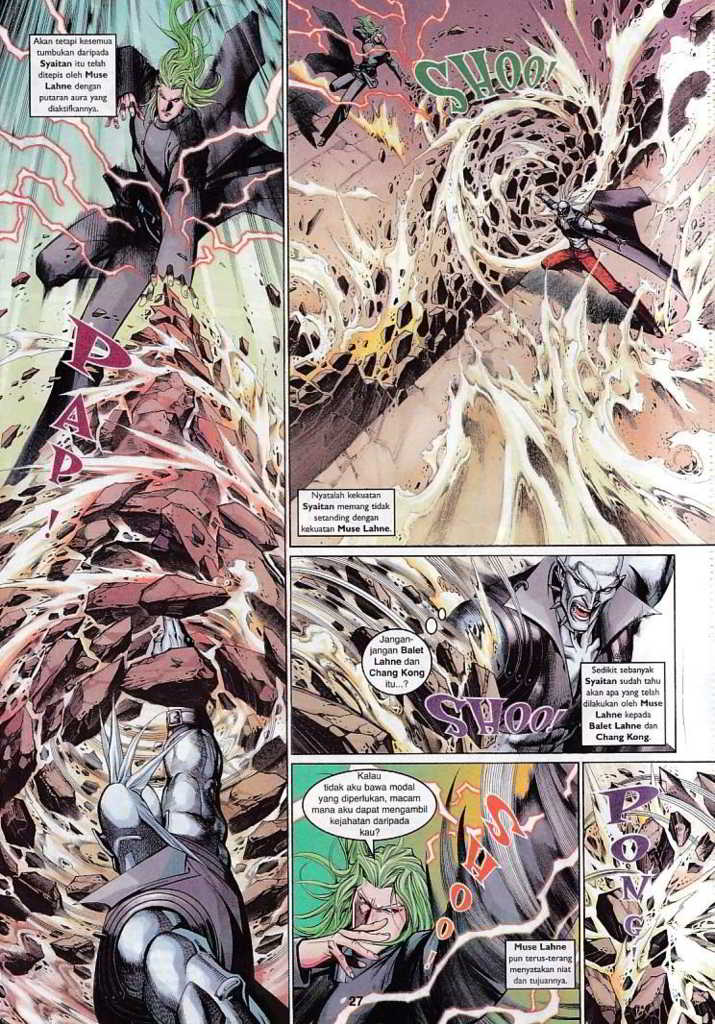 Akan tetapi kesemua
tumbukan daripada
Syaitan itu telah
ditepis oleh Muse
Lahne dengan
putaran aura yang
diaktifkannya.
PAP PAP!
SHOO!
Nyatalah kekuatan
Syaitan memang tidak
setanding dengan
kekuatan Muse Lahne.
Jangan-
jangan Balet
Lahne dan
Chang Kong
itu...?
SHOO!
Sedikit sebanyak
Syaitan sudah tahu
akan apa yang telah
dilakukan oleh Muse
Lahne kepada
Balet Lahne dan
Chang Kong.
Kalau
tidak aku bawa modal
yang diperlukan, macam
mana aku dapat mengambil
kejahatan daripada
kau?
SHOO!
Muse Lahne
pun terus-terang
menyatakan niat
dan tujuannya.
PONG!
27